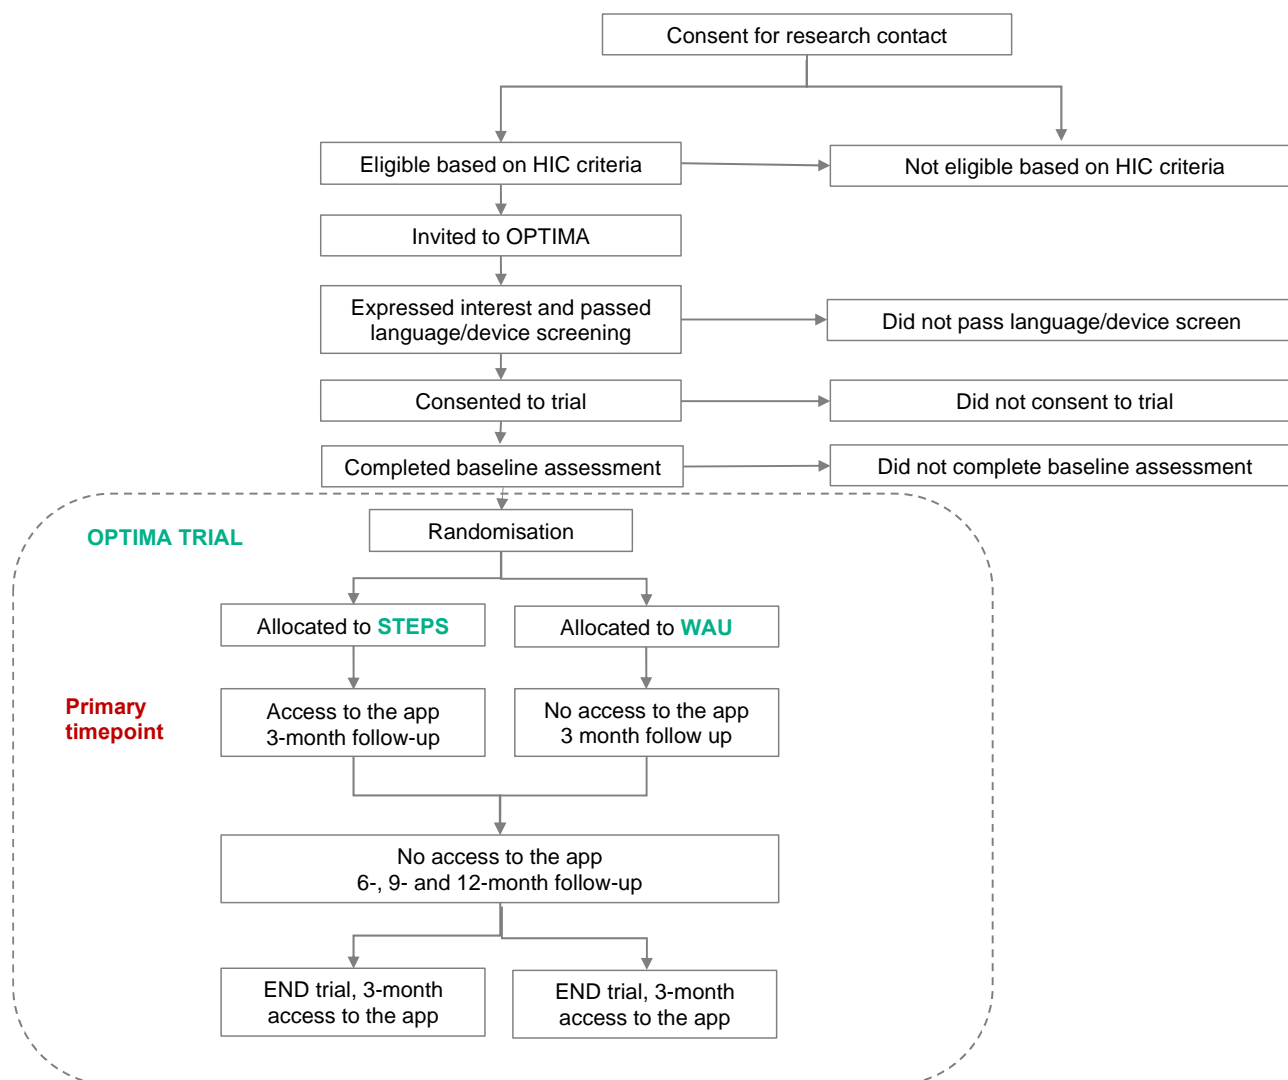 Consent for research contact
Eligible based on HIC criteria
Not eligible based on HIC criteria
Invited to OPTIMA
Expressed interest and passed
language/device screening
Did not pass language/device screen
Consented to trial
Did not consent to trial
Completed baseline assessment
Did not complete baseline assessment
OPTIMA TRIAL
Randomisation
Allocated to STEPS
Allocated to WAU
Primary
timepoint
Access to the app
3-month follow-up
No access to the app
3 month follow up
No access to the app
6-, 9- and 12-month follow-up
END trial, 3-month
access to the app
END trial, 3-month
access to the app